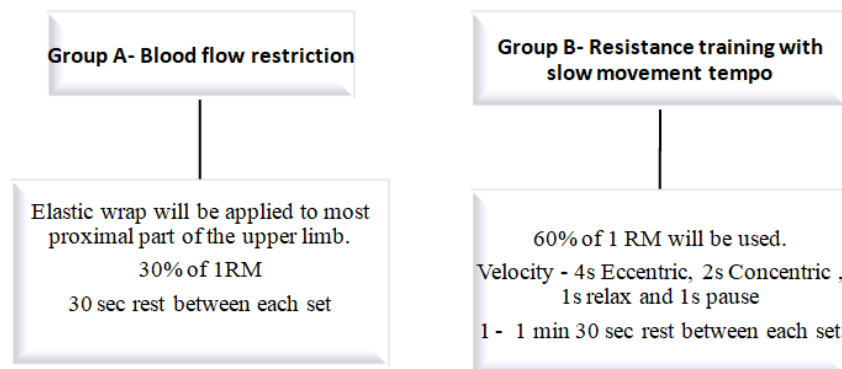 Group A- Blood flow restriction
Elastic wrap will be applied to most
proximal part of the upper limb.
30% of 1RM
30 sec rest between each set
Group B- Resistance training with
slow movement tempo
60% of 1 RM will be used.
Velocity - 4s Eccentric, 2s Concentric ,
1s relax and 1s pause
1 - 1 min 30 sec rest between each set